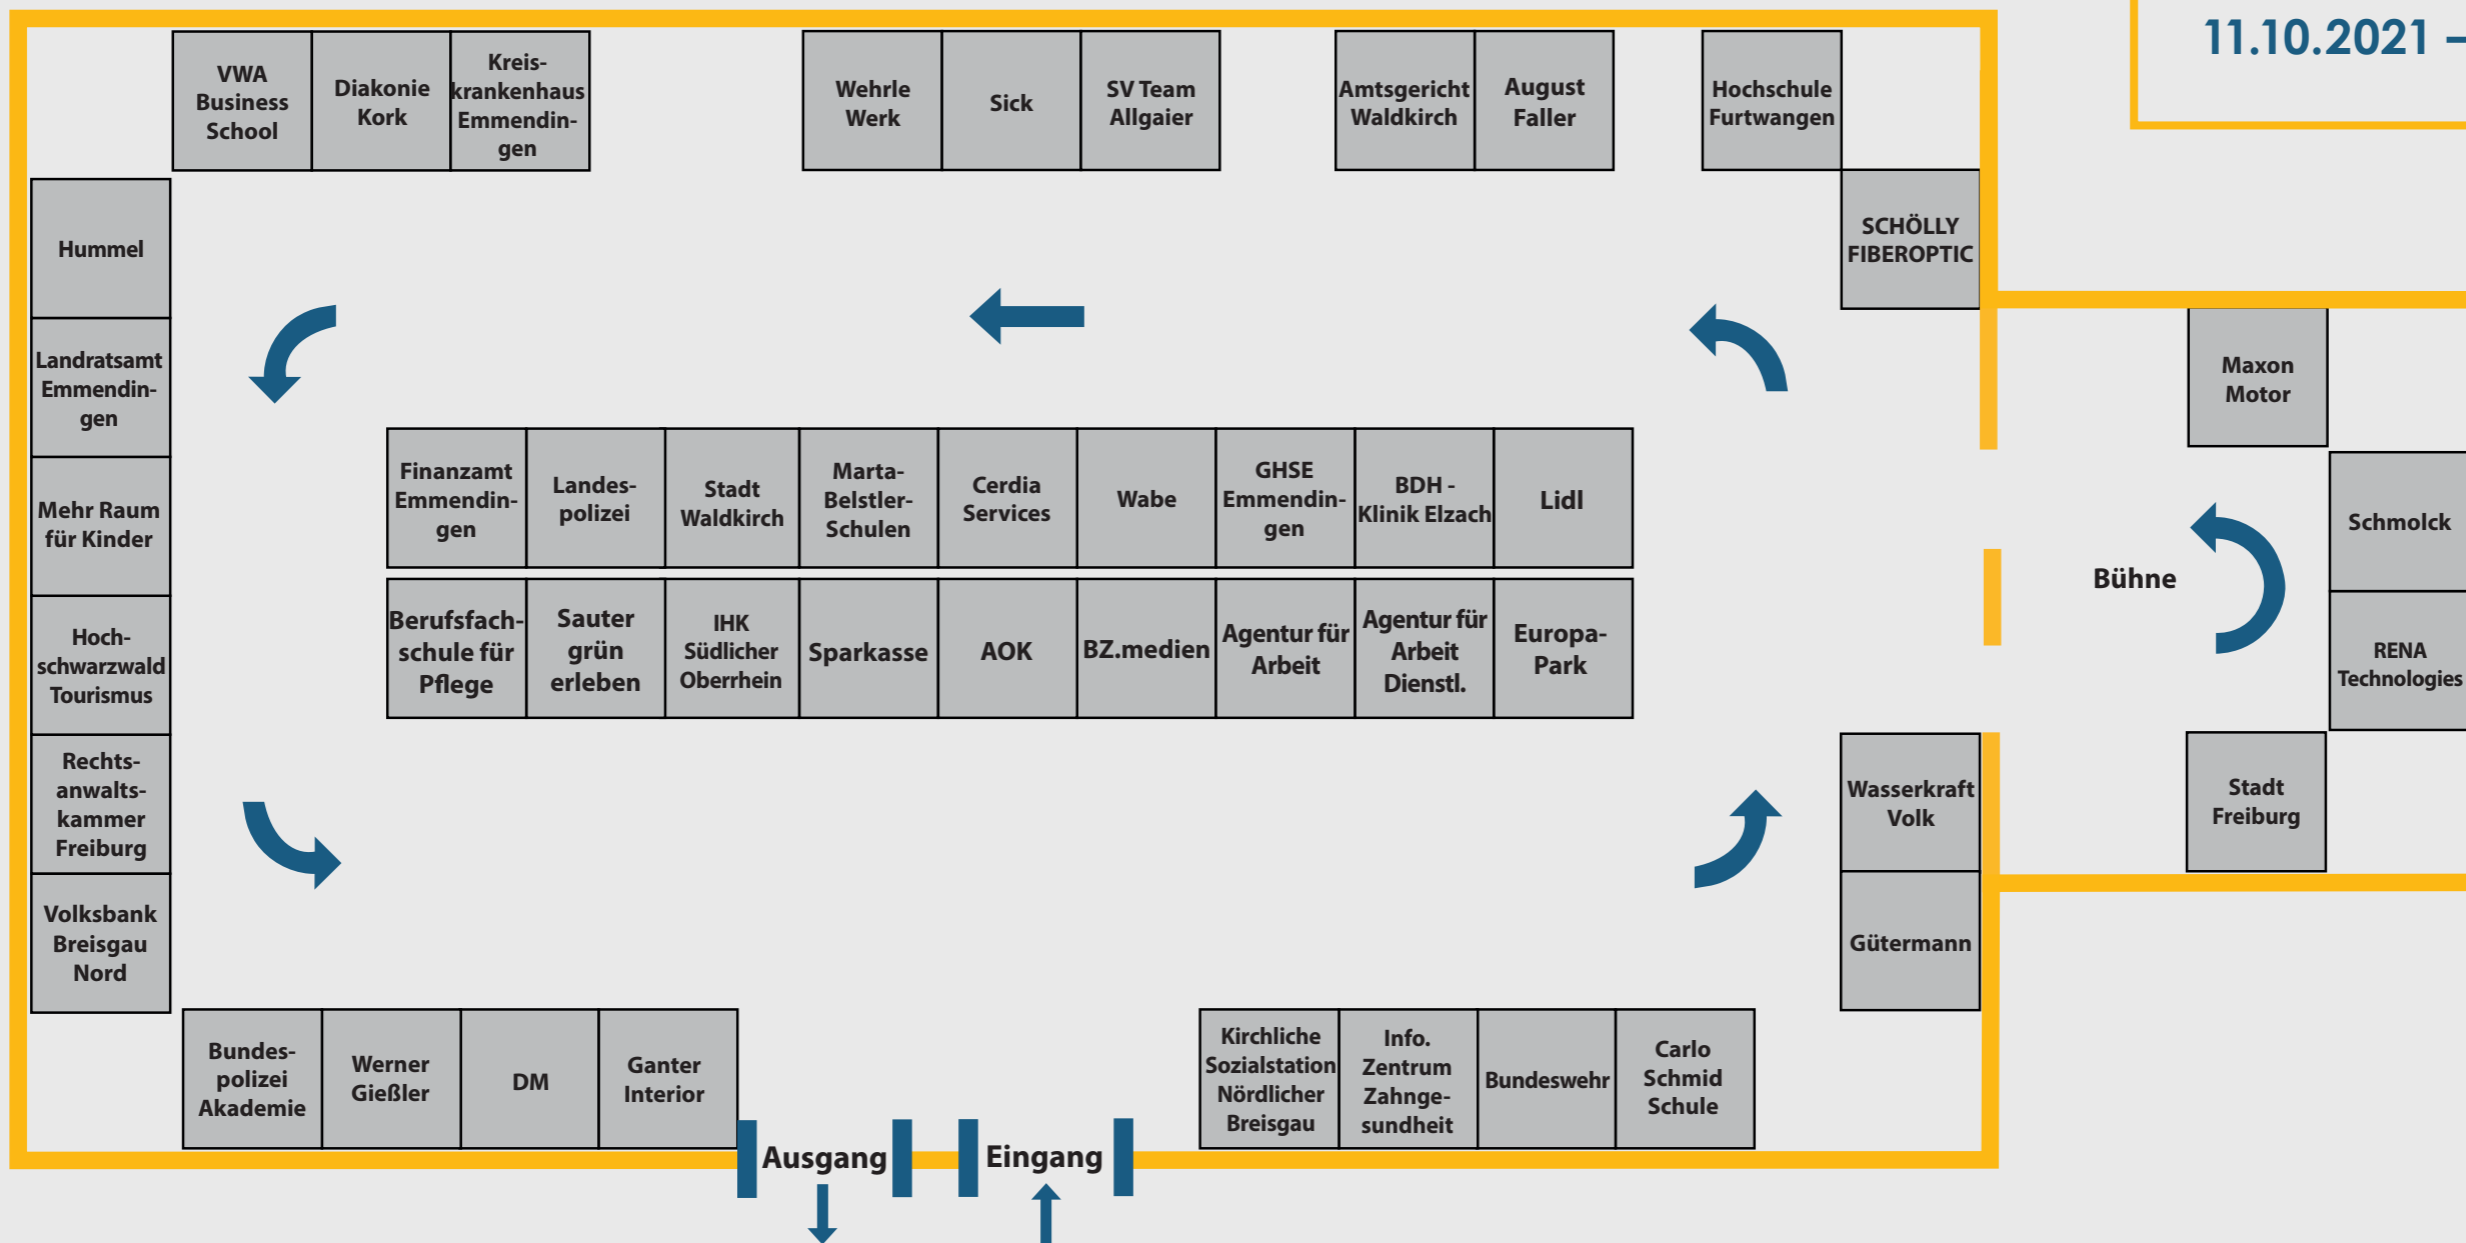 11.10.2021 –
VWA
Business
School
Diakonie
Kork
Kreis-
krankenhaus
Emmendin-
gen
Wehrle
Werk
Sick
SV Team
Allgaier
Amtsgericht
Waldkirch
August
Faller
Hochschule
Furtwangen
SCHÖLLY
FIBEROPTIC
Hummel
Landratsamt
Emmendin-
gen
Mehr Raum
für Kinder
Hoch-
schwarzwald
Tourismus
Rechts-
anwalts-
kammer
Freiburg
Volksbank
Breisgau
Nord
Finanzamt
Emmendin-
gen
Landes-
polizei
Stadt
Waldkirch
Marta-
Belstler-
Schulen
Cerdia
Services
Wabe
GHSE
Emmendin-
gen
BDH -
Klinik Elzach
Lidl
Berufsfach-
schule für
Pflege
Sauter
grün
erleben
IHK
Südlicher
Oberrhein
Sparkasse
AOK
BZ.medien
Agentur für
Arbeit
Agentur für
Arbeit
Dienstl.
Europa-
Park
Maxon
Motor
Schmolck
Bühne
RENA
Technologies
Stadt
Freiburg
Wasserkraft
Volk
Gütermann
Bundes-
polizei
Akademie
Werner
Gießler
DM
Ganter
Interior
Kirchliche
Sozialstation
Nördlicher
Breisgau
Info.
Zentrum
Zahnge-
sundheit
Bundeswehr
Carlo
Schmid
Schule
Ausgang
Eingang